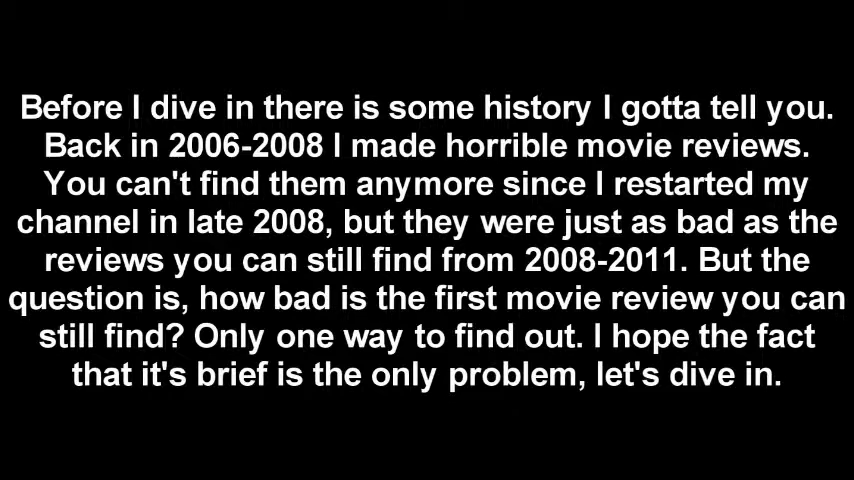 Before I dive in there is some history I gotta tell you.
Back in 2006-2008 I made horrible movie reviews.
You can't find them anymore since I restarted my
channel in late 2008, but they were just as bad as the
reviews you can still find from 2008-2011. But the
question is, how bad is the first movie review you can
still find? Only one way to find out. I hope the fact
that it's brief is the only problem, let's dive in.